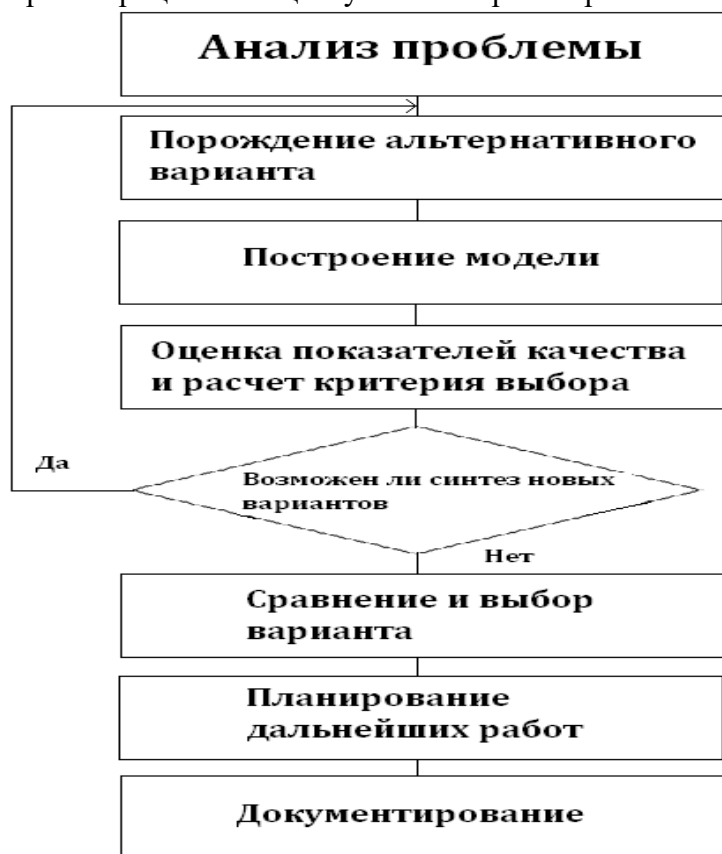 Анализ проблемы
Порождение альтернативного
варианта
Построение модели
Оценка показателей качества
и расчет критерия выбора
Да
Возможен ли синтез новых
вариантов
Нет
Сравнение и выбор
варианта
Планирование
дальнейших работ
Документирование